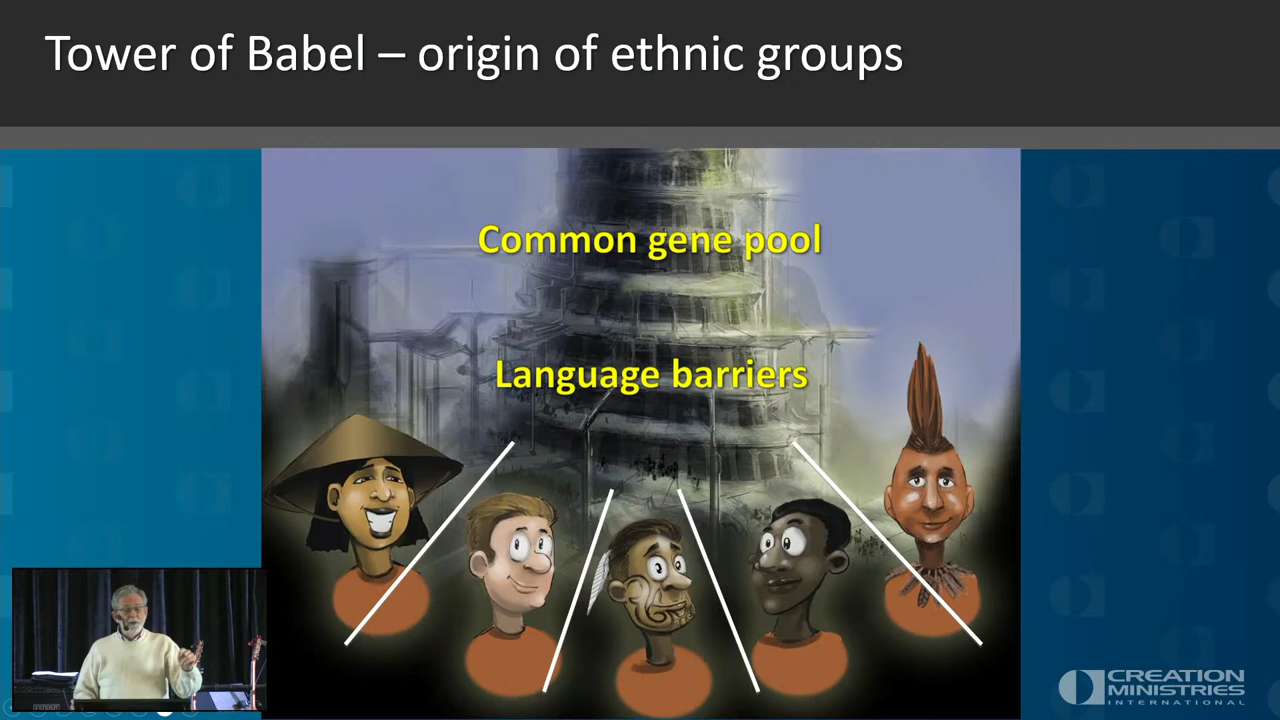 Tower of Babel – origin of ethnic groups
Common gene pool
Language barriers
CREATION
MINISTRIES
INTERNATIONAL